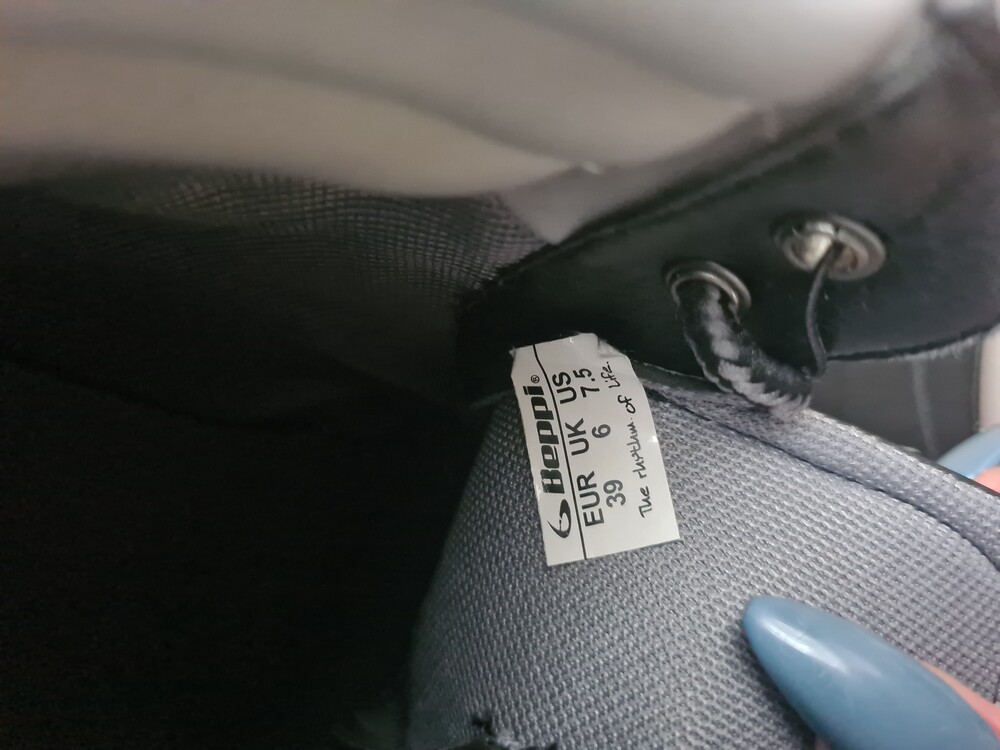 Beppi®
EUR UK US
39 6 7.5
The rhythm of Life.